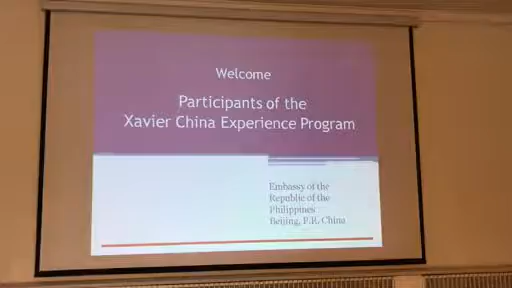 Welcome
Participants of the
Xavier China Experience Program
Embassy of the
Republic of the
Philippines
Beijing, P.R. China